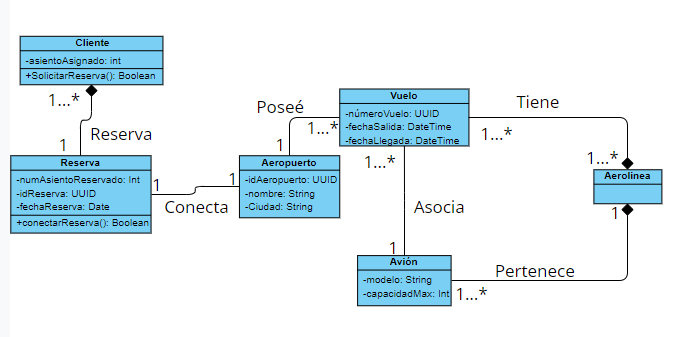 Cliente
-asientoAsignado: int
+SolicitarReserva(): Boolean
1...*
1
Reserva
Reserva
-numAsientoReservado: Int
-idReserva: UUID
-fechaReserva: Date
+conectarReserva(): Boolean
1
1
Conecta
Aeropuerto
-idAeropuerto: UUID
-nombre: String
-Ciudad: String
Poseé
1
1...*
Vuelo
-númeroVuelo: UUID
-fechaSalida: DateTime
-fechaLlegada: DateTime
Tiene
1...*
1...*
Aerolinea
1...*
Asocia
1
Avión
-modelo: String
-capacidadMax: Int
1...*
Pertenece
1